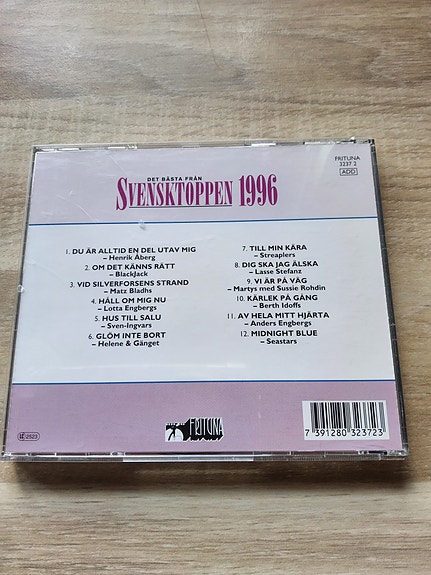 FRITUNA
3237 2
ADD
DET BÄSTA FRÅN
SVENSKTOPPEN 1996
1. DU ÄR ALLTID EN DEL UTAV MIG
– Henrik Åberg
2. OM DET KÄNNS RÄTT
– BlackJack
3. VID SILVERFORSENS STRAND
– Matz Bladhs
4. HÅLL OM MIG NU
– Lotta Engbergs
5. HUS TILL SALU
– Sven-Ingvars
6. GLÖM INTE BORT
– Helene & Gänget
7. TILL MIN KÄRA
– Streaplers
8. DIG SKA JAG ÄLSKA
– Lasse Stefanz
9. VI ÄR PÅ VÄG
– Martys med Sussie Rohdin
10. KÄRLEK PÅ GÅNG
– Berth Idoffs
11. AV HELA MITT HJÄRTA
– Anders Engbergs
12. MIDNIGHT BLUE
– Seastars
LC 2523
FRITUNA
7 391280 323723